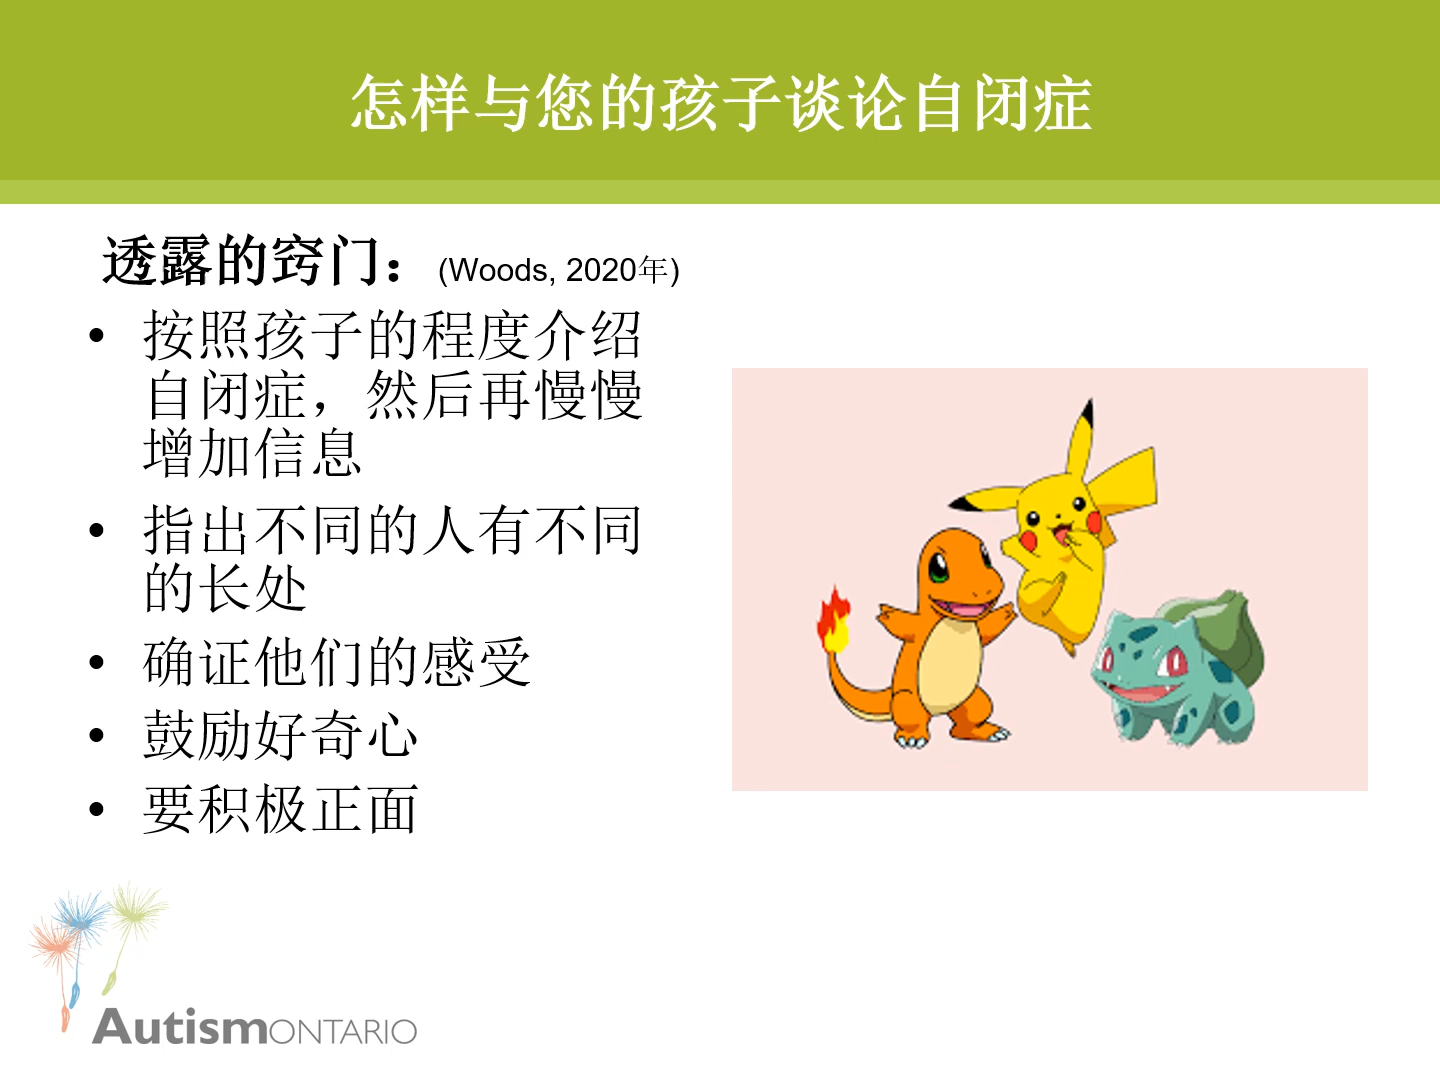 怎样与您的孩子谈论自闭症
透露的窍门：(Woods, 2020年)
• 按照孩子的程度介绍
自闭症，然后再慢慢
增加信息
• 指出不同的人有不同
的长处
• 确证他们的感受
• 鼓励好奇心
• 要积极正面
AutismONTARIO